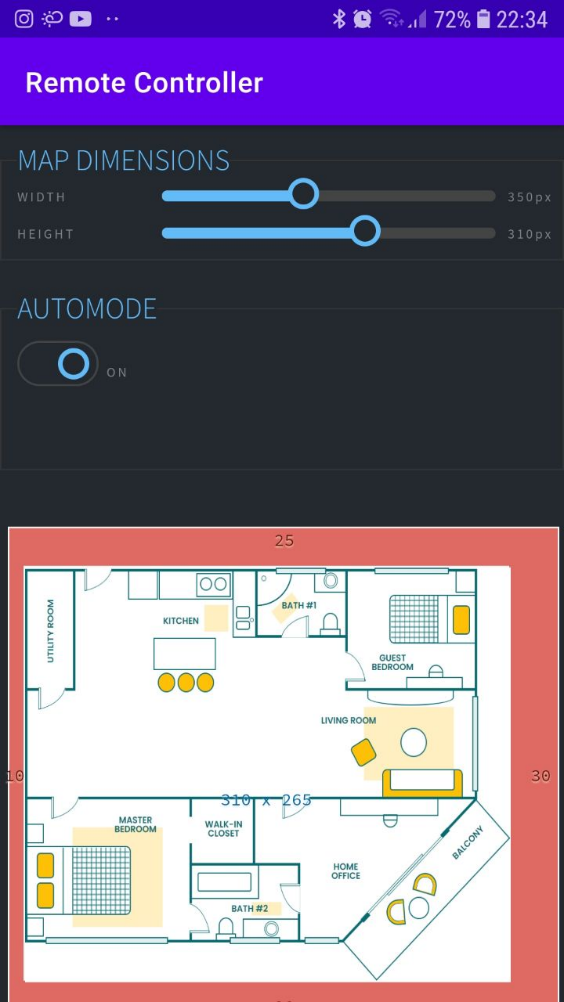 72% 22:34
Remote Controller
MAP DIMENSIONS
WIDTH 350px
HEIGHT 310px
AUTOMODE
ON
25
UTILITY ROOM
KITCHEN
BATH #1
GUEST
BEDROOM
LIVING ROOM
10
310 x 265
30
MASTER
BEDROOM
WALK-IN
CLOSET
HOME
OFFICE
BALCONY
BATH #2